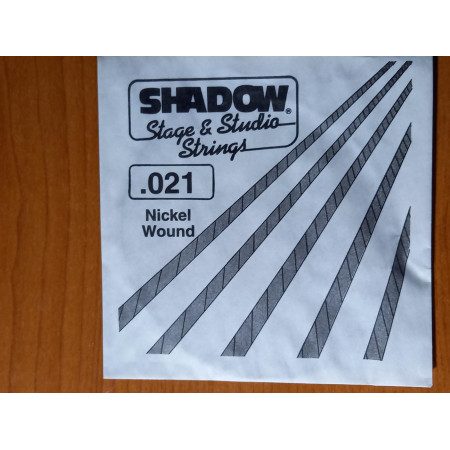 SHADOW®
Stage & Studio
Strings
.021
Nickel
Wound